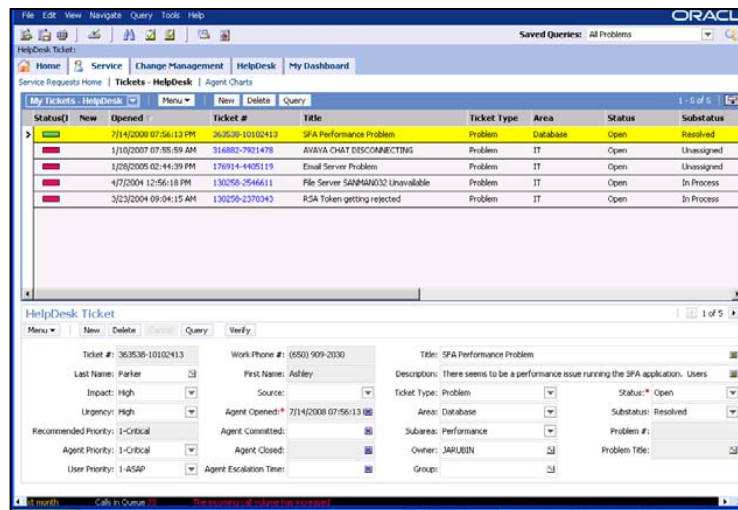 File Edit View Navigate Query Tools Help
ORACL
Saved Queries: All Problems
HelpDesk Ticket:
Home Service Change Management HelpDesk My Dashboard
Service Requests Home | Tickets - HelpDesk | Agent Charts
My Tickets - HelpDesk Menu New Delete Query 1 - 5 of 5
Status() New Opened Ticket # Title Ticket Type Area Status Substatus
7/14/2008 07:56:13 PM 363538-10102413 SFA Performance Problem Problem Database Open Resolved
1/10/2007 07:55:59 AM 316882-7921478 AVAYA CHAT DISCONNECTING Problem IT Open Unassigned
1/28/2005 02:44:39 PM 176914-4405119 Email Server Problem Problem IT Open Unassigned
4/7/2004 12:56:18 PM 130258-2546611 File Server SANMAN032 Unavailable Problem IT Open In Process
3/23/2004 09:04:15 AM 130258-2370343 RSA Token getting rejected Problem IT Open In Process
HelpDesk Ticket 1 of 5
Menu New Delete Cancel Query Verify
Ticket #: 363538-10102413 Work Phone #: (650) 909-2030 Title: SFA Performance Problem
Last Name: Parker First Name: Ashley Description: There seems to be a performance issue running the SFA application. Users
Impact: High Source: Ticket Type: Problem Status:* Open
Urgency: High Agent Opened:* 7/14/2008 07:56:13 Area: Database Substatus: Resolved
Recommended Priority: 1-Critical Agent Committed: Subarea: Performance Problem #:
Agent Priority: 1-Critical Agent Closed: Owner: JARUBIN Problem Title:
User Priority: 1-ASAP Agent Escalation Time: Group:
xt month Calls in Queue 25 The incoming call volume has increased